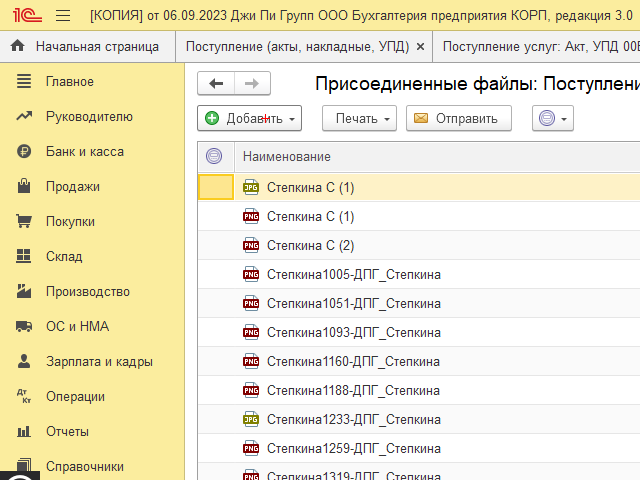 1С [КОПИЯ] от 06.09.2023 Джи Пи Групп ООО Бухгалтерия предприятия КОРП, редакция 3.0
Начальная страница Поступление (акты, накладные, УПД) × Поступление услуг: Акт, УПД 00
Главное
Руководителю
Банк и касса
Продажи
Покупки
Склад
Производство
ОС и НМА
Зарплата и кадры
Дт Кт Операции
Отчеты
Справочники
Присоединенные файлы:
Добавить Печать Отправить
Наименование
JPG Степкина С (1)
PNG Степкина С (1)
PNG Степкина С (2)
PNG Степкина1005-ДПГ_Степкина
PNG Степкина1051-ДПГ_Степкина
PNG Степкина1093-ДПГ_Степкина
PNG Степкина1160-ДПГ_Степкина
PNG Степкина1188-ДПГ_Степкина
JPG Степкина1233-ДПГ_Степкина
PNG Степкина1259-ДПГ_Степкина
PNG Степкина1319-ДПГ_Степкина